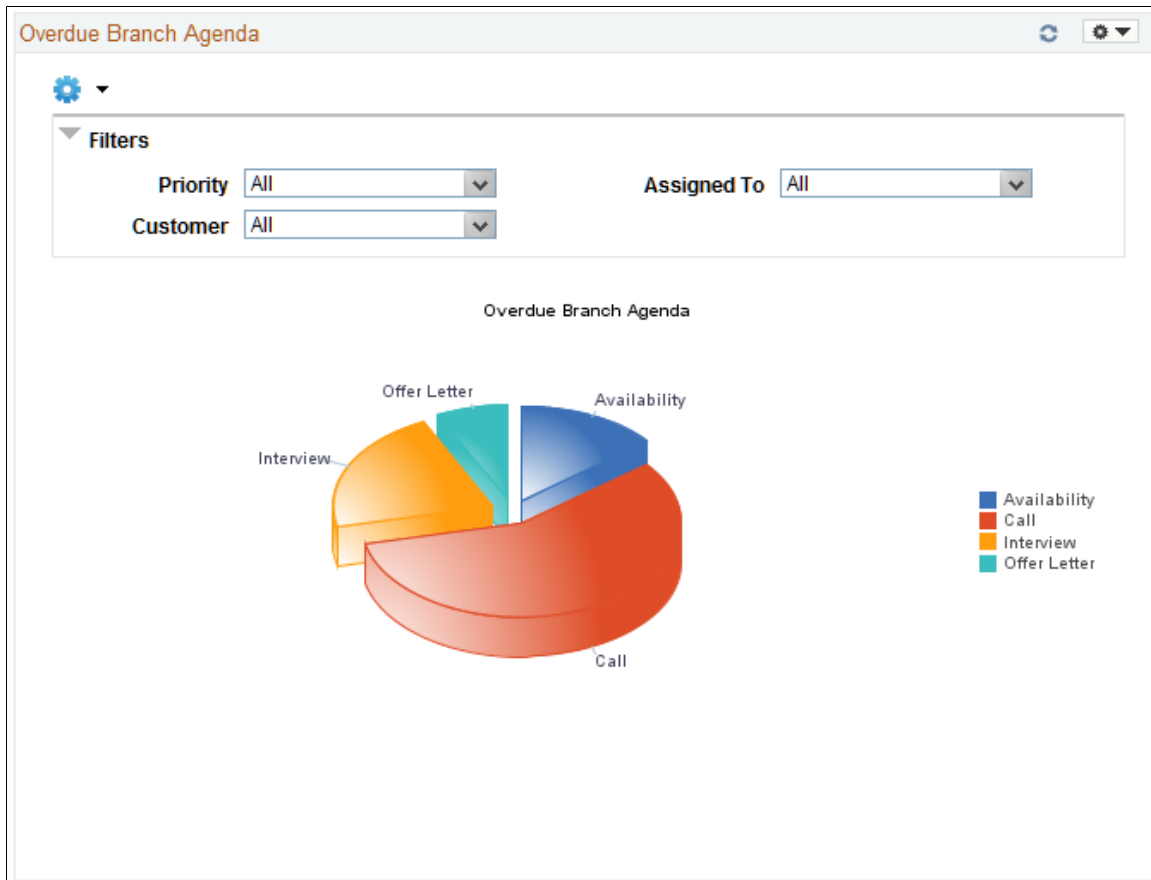 Overdue Branch Agenda
Filters
Priority All Assigned To All
Customer All
Overdue Branch Agenda
Offer Letter
Availability
Interview
Call
Availability
Call
Interview
Offer Letter